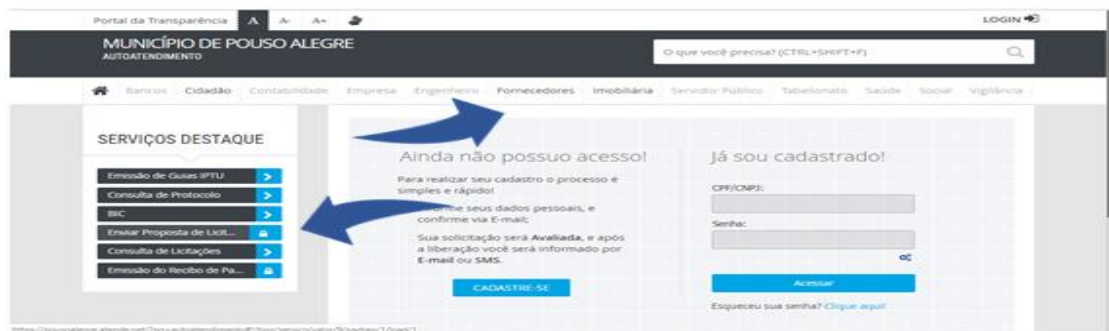 Portal da Transparência A A- A+ LOGIN
MUNICÍPIO DE POUSO ALEGRE
AUTOATENDIMENTO
O que você precisa? (CTRL+SHIFT+F)
Bancos Cidadão Contabilidade Empresa Engenheiro Fornecedores Imobiliária Servidor Público Tabelionato Saúde Social Vigilância
SERVIÇOS DESTAQUE
Emissão de Guias IPTU
Consulta de Protocolo
BIC
Enviar Proposta de Licit...
Consulta de Licitações
Emissão do Recibo de Pa...
Ainda não possuo acesso!
Para realizar seu cadastro o processo é
simples e rápido!
seus dados pessoais, e
confirme via E-mail;
Sua solicitação será Avaliada, e após
a liberação você será informado por
E-mail ou SMS.
CADASTRE-SE
Já sou cadastrado!
CPF/CNPJ:
Senha:
Acessar
Esqueceu sua senha? Clique aqui!